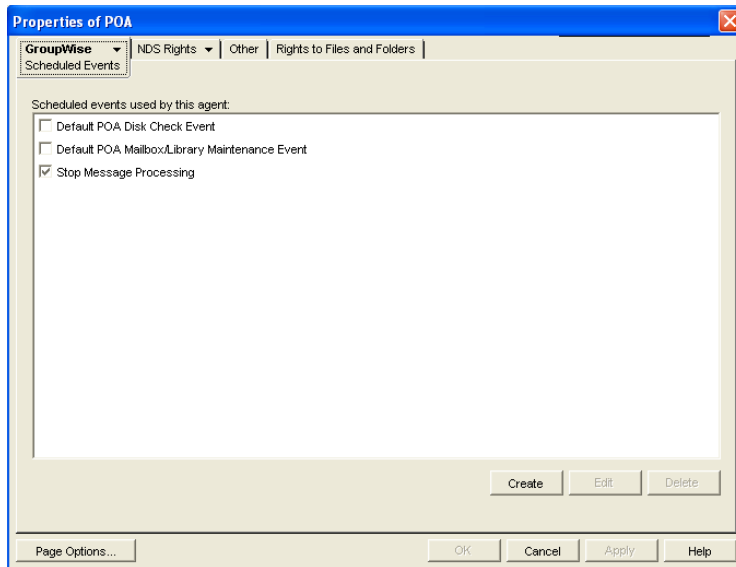 Properties of POA
GroupWise NDS Rights Other Rights to Files and Folders
Scheduled Events
Scheduled events used by this agent:
Default POA Disk Check Event
Default POA Mailbox/Library Maintenance Event
Stop Message Processing
Create Edit Delete
Page Options... OK Cancel Apply Help